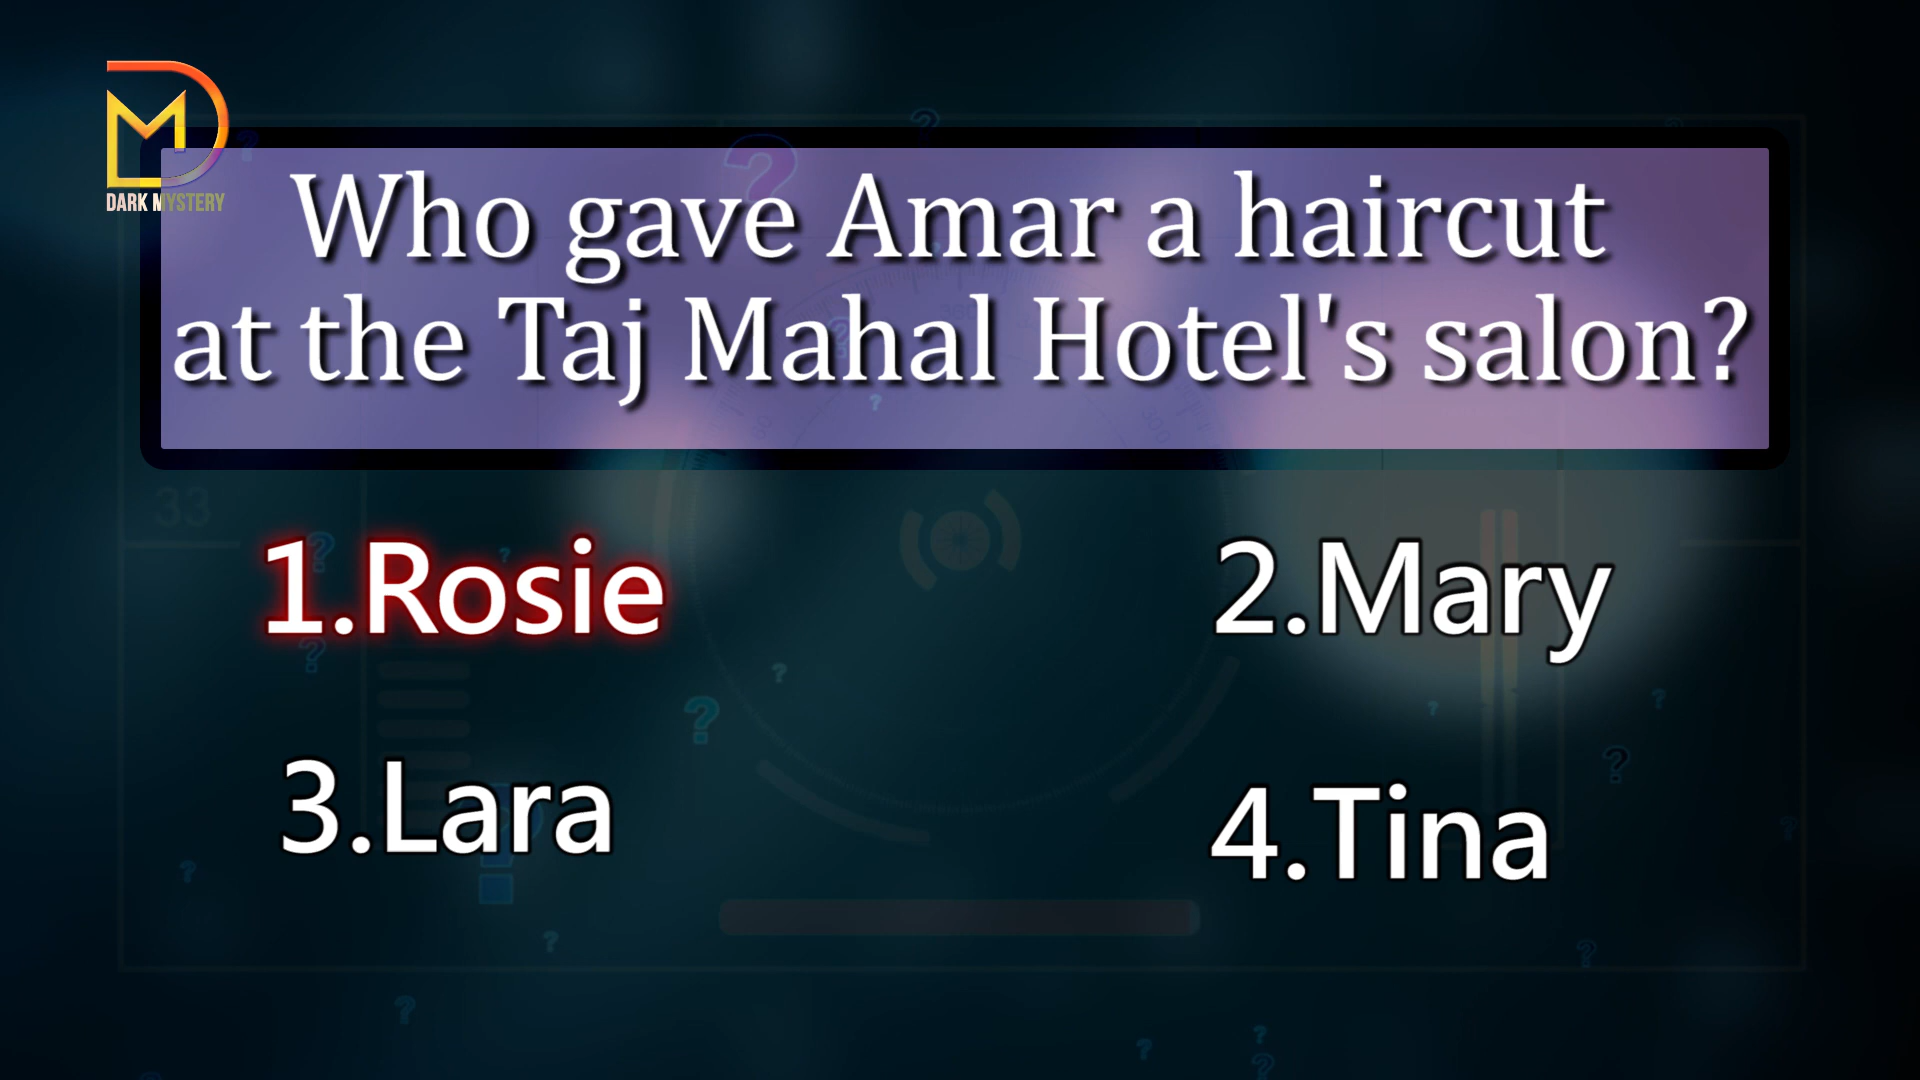 DARK MYSTERY
Who gave Amar a haircut
at the Taj Mahal Hotel's salon?
33
1.Rosie
2.Mary
3.Lara
4.Tina